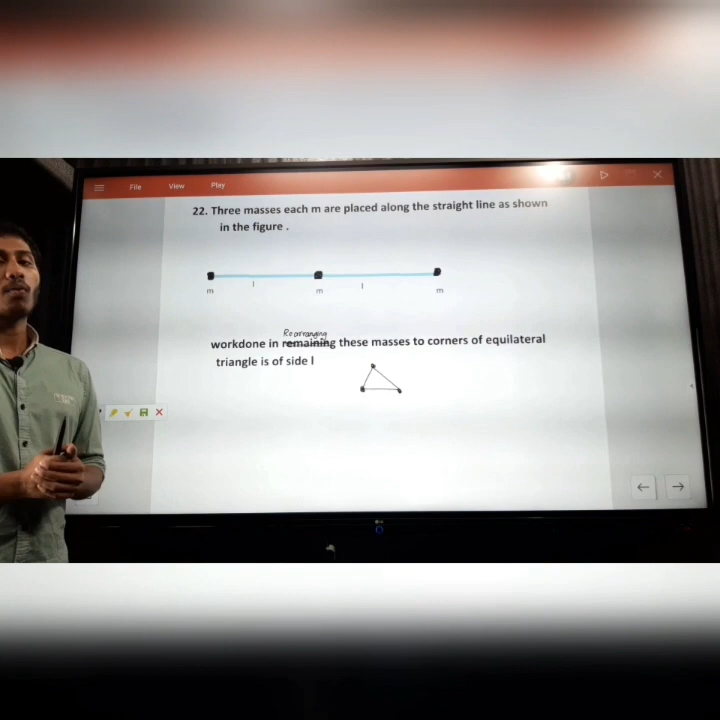 File View Play
22. Three masses each m are placed along the straight line as shown
in the figure .
l l
m m m
Rearranging
workdone in remaining these masses to corners of equilateral
triangle is of side l
LG